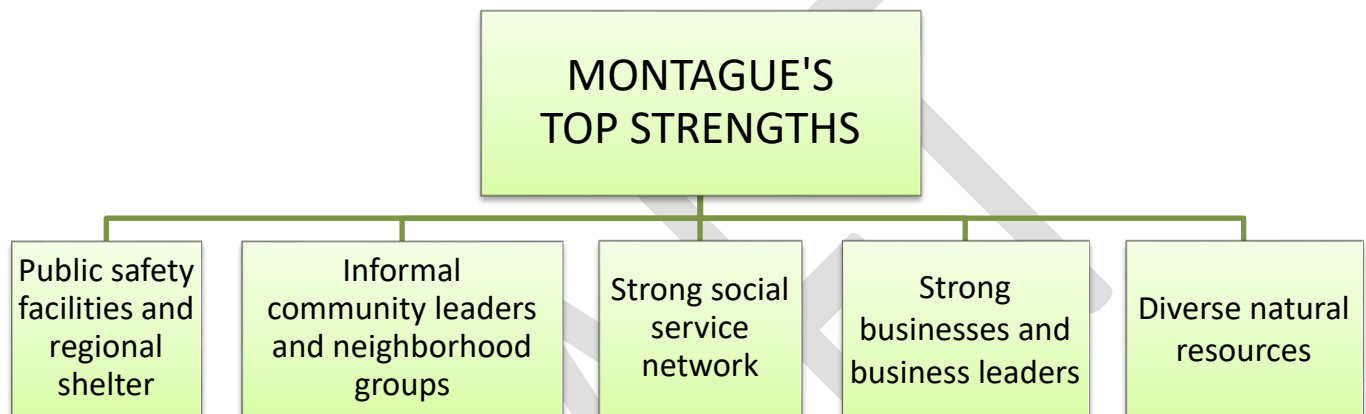 MONTAGUE'S
TOP STRENGTHS
Public safety
facilities and
regional
shelter
Informal
community leaders
and neighborhood
groups
Strong social
service
network
Strong
businesses and
business leaders
Diverse natural
resources